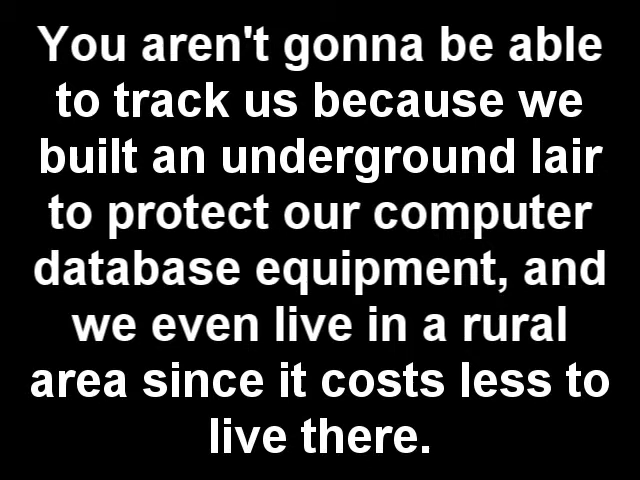 You aren't gonna be able
to track us because we
built an underground lair
to protect our computer
database equipment, and
we even live in a rural
area since it costs less to
live there.